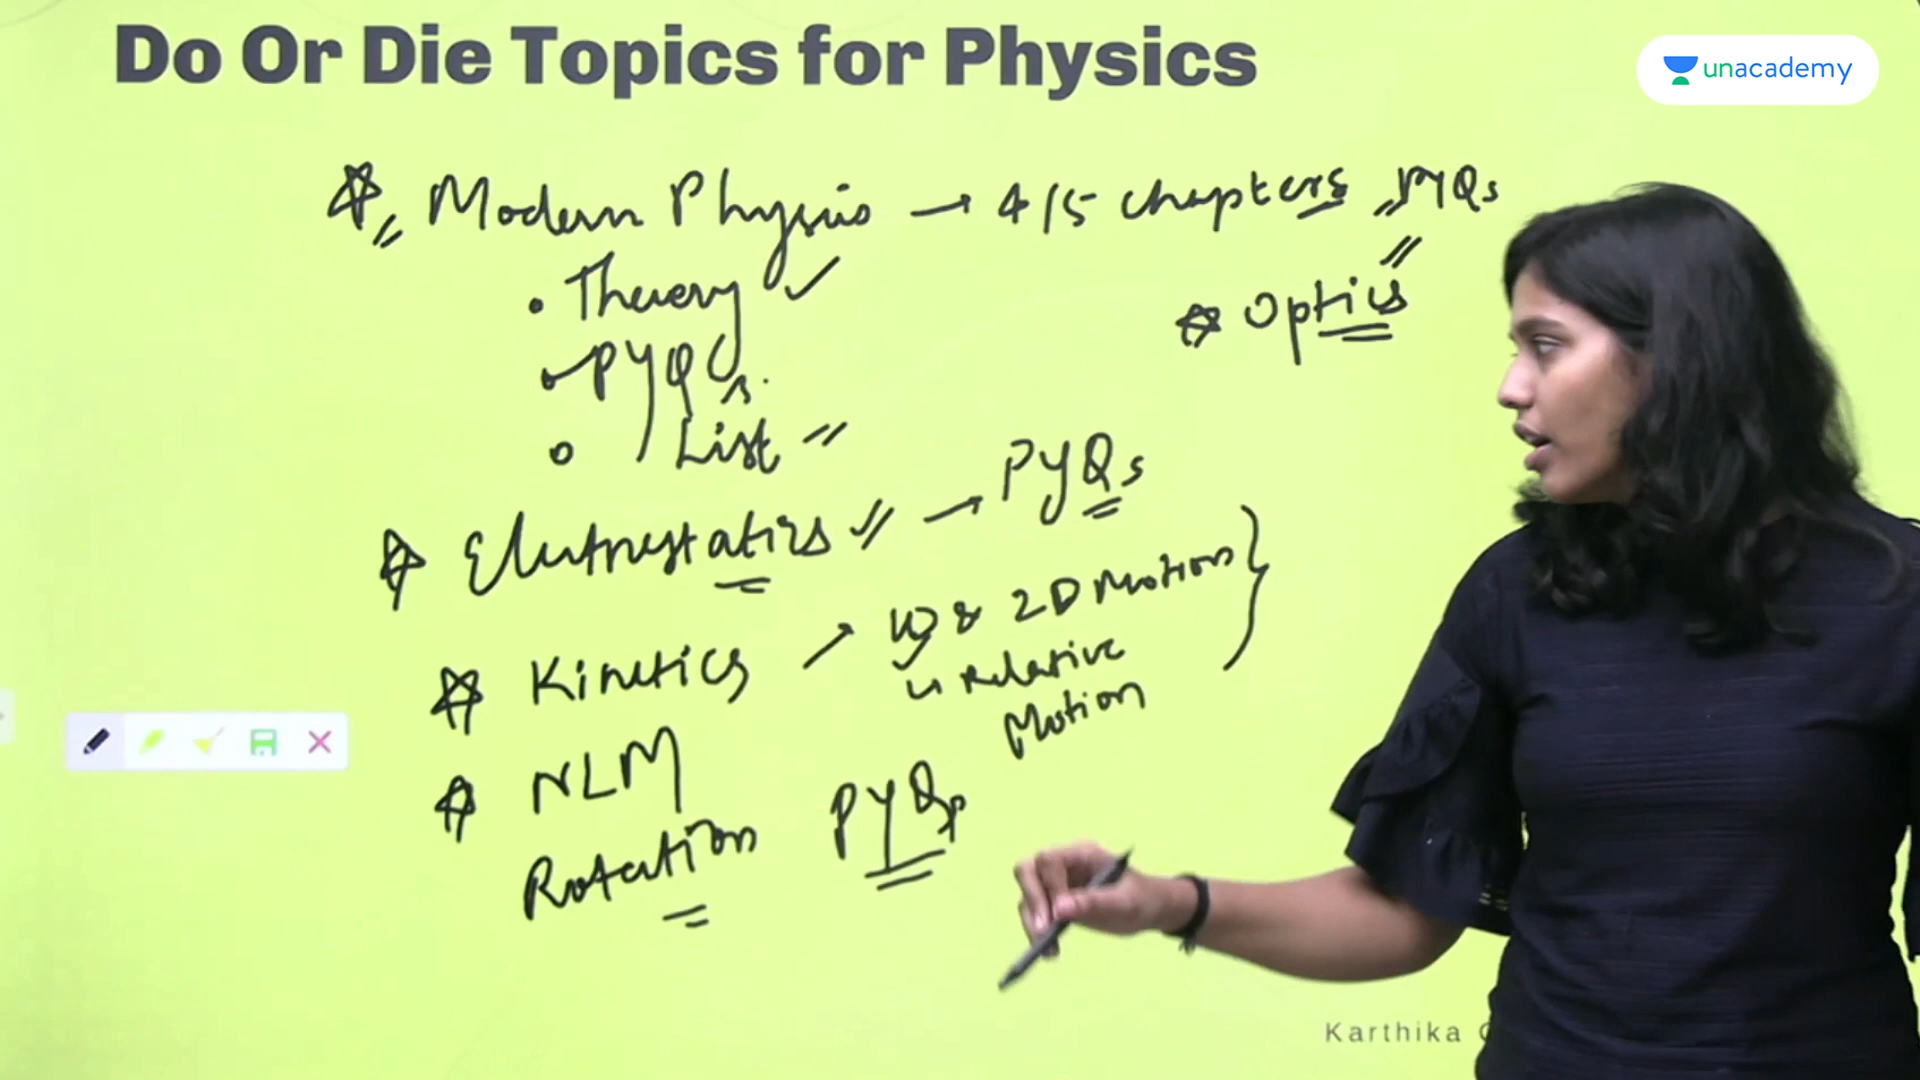 Do Or Die Topics for Physics
unacademy
Modern Physics → 4/5 chapters PYQs
• Theory ✓
• PYQs
• List
Optics
Electrostatics → PYQs
Kinetics → 1D & 2D Motion
Relative
Motion
NLM
Rotation
PYQs
Karthika